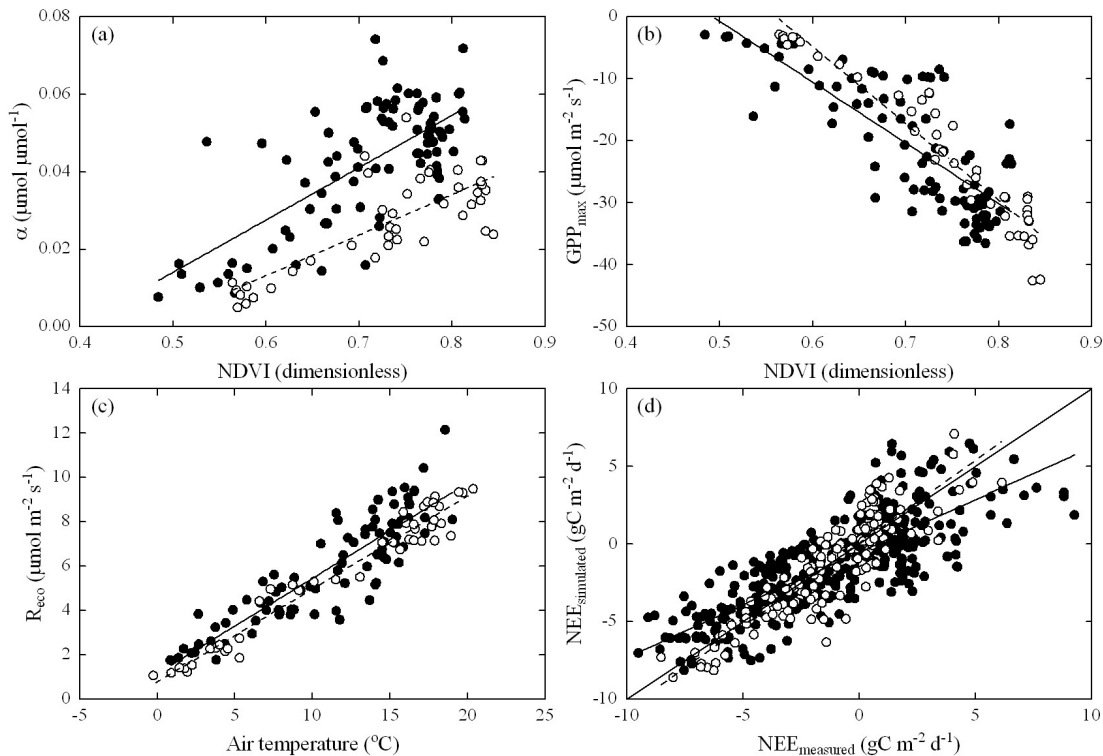 (a)
0.08
0.06
0.04
0.02
0.00
α (μmol μmol⁻¹)
0.4 0.5 0.6 0.7 0.8 0.9
NDVI (dimensionless)
(b)
0
-10
-20
-30
-40
-50
GPPmax (μmol m⁻² s⁻¹)
0.4 0.5 0.6 0.7 0.8 0.9
NDVI (dimensionless)
(c)
14
12
10
8
6
4
2
0
Reco (μmol m⁻² s⁻¹)
-5 0 5 10 15 20 25
Air temperature (°C)
(d)
10
5
0
-5
-10
NEEsimulated (gC m⁻² d⁻¹)
-10 -5 0 5 10
NEEmeasured (gC m⁻² d⁻¹)